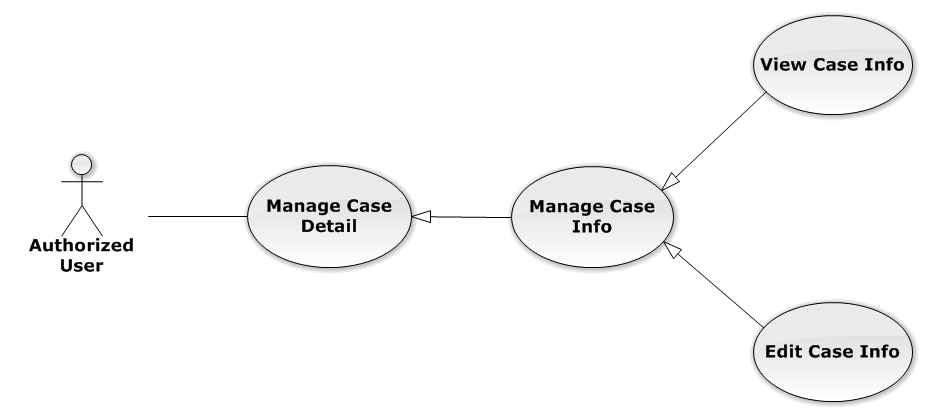 View Case Info
Manage Case
Detail
Manage Case
Info
Authorized
User
Edit Case Info